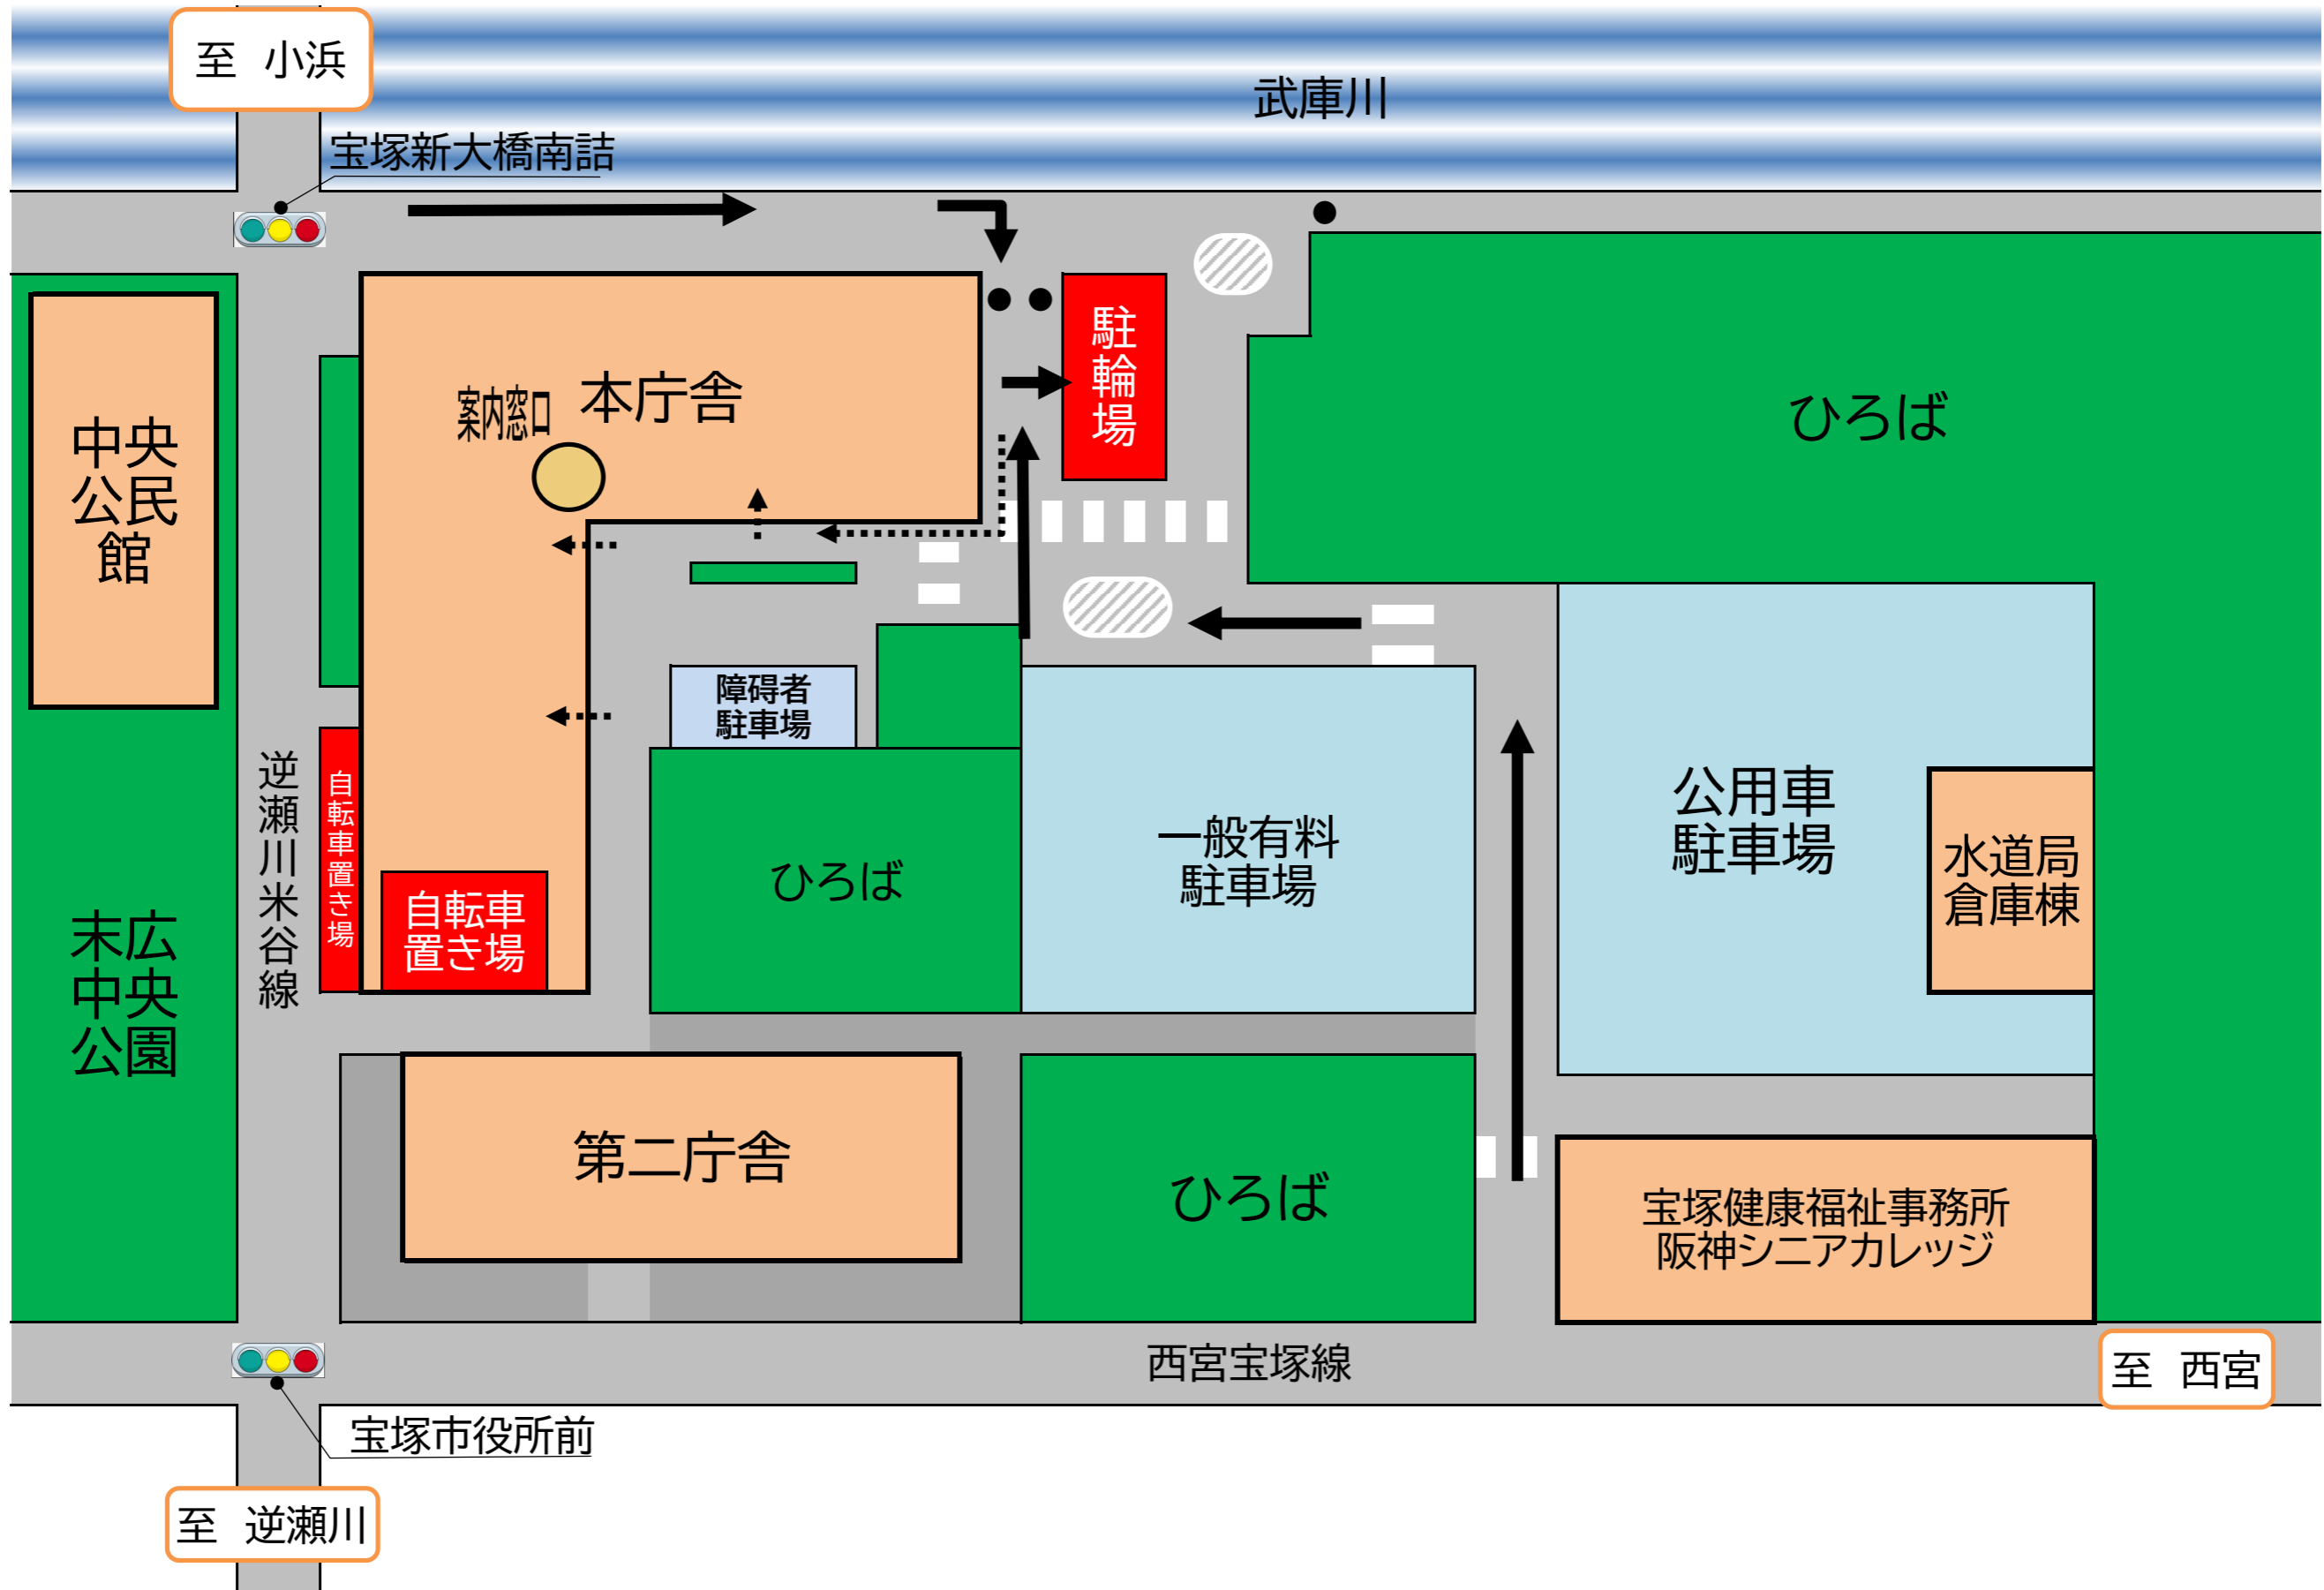 至 小浜
武庫川
宝塚新大橋南詰
駐輪場
本庁舎
案内窓口
ひろば
中央
公民
館
障碍者
駐車場
逆瀬川米谷線
自転車置き場
公用車
駐車場
一般有料
駐車場
水道局
倉庫棟
ひろば
自転車
置き場
末広
中央
公園
第二庁舎
ひろば
宝塚健康福祉事務所
阪神シニアカレッジ
西宮宝塚線
至 西宮
宝塚市役所前
至 逆瀬川